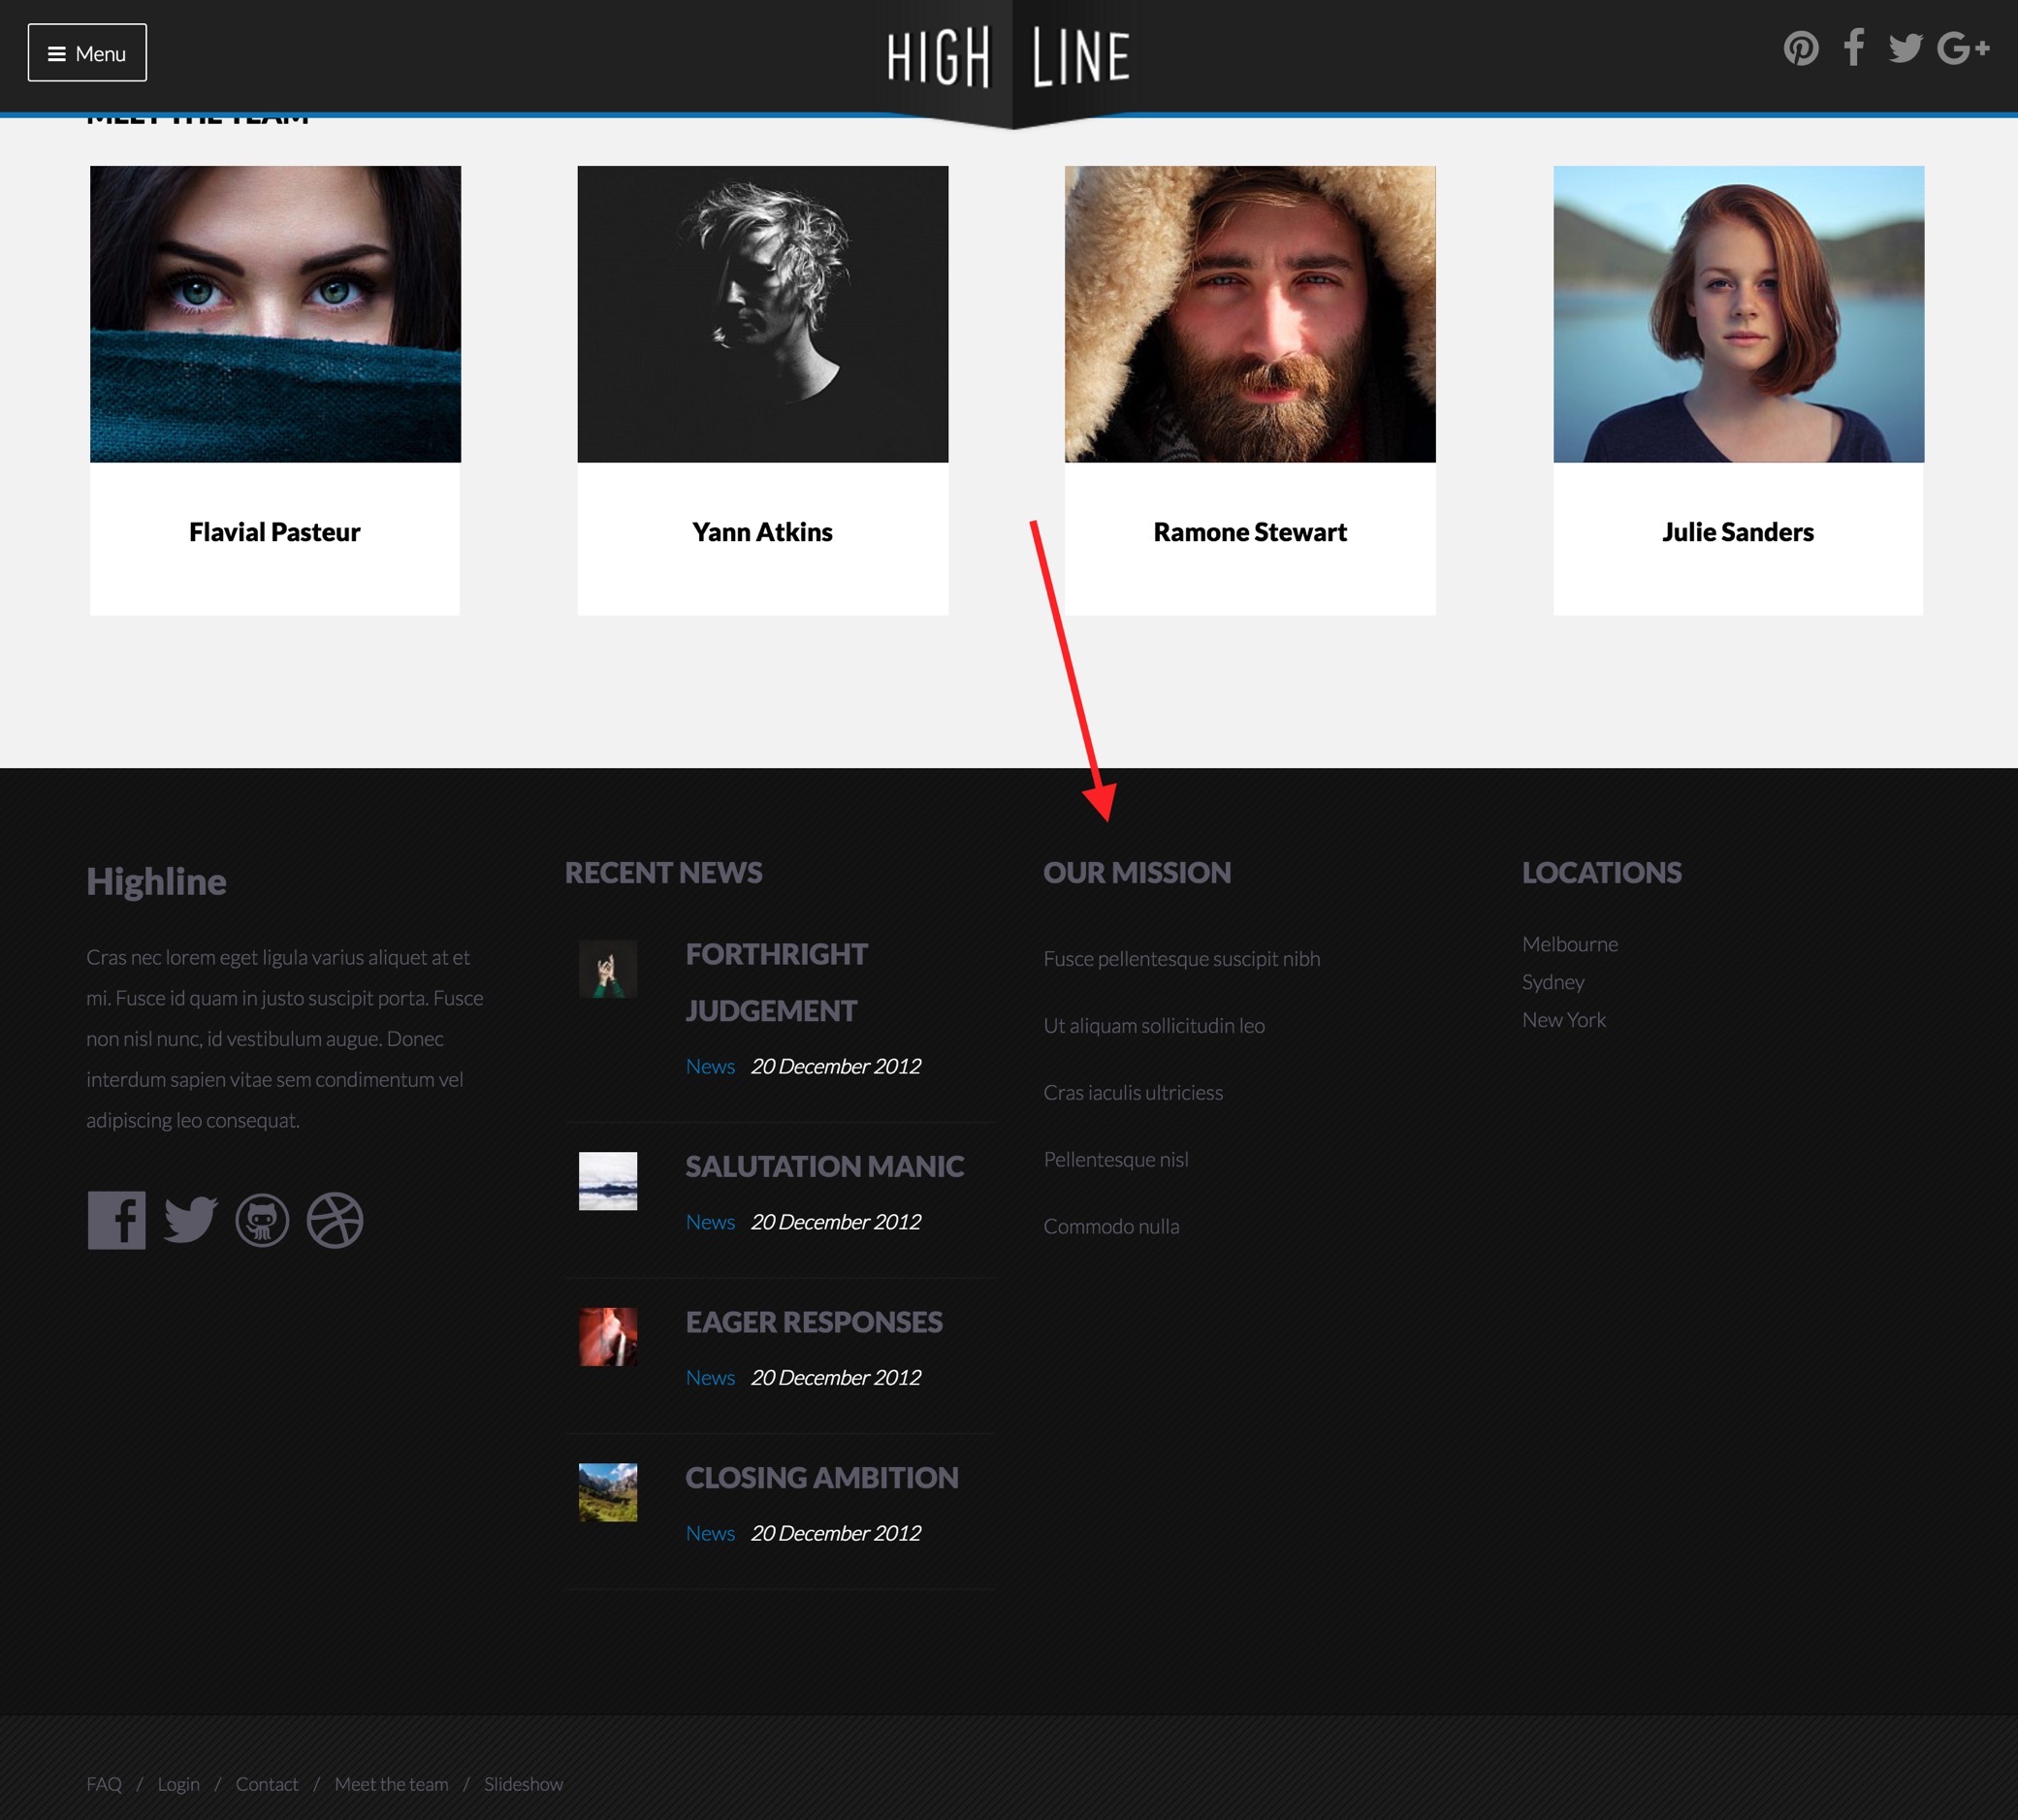 Menu
HIGH LINE
MEET THE TEAM
Flavial Pasteur
Yann Atkins
Ramone Stewart
Julie Sanders
Highline
Cras nec lorem eget ligula varius aliquet at et
mi. Fusce id quam in justo suscipit porta. Fusce
non nisl nunc, id vestibulum augue. Donec
interdum sapien vitae sem condimentum vel
adipiscing leo consequat.
RECENT NEWS
FORTHRIGHT
JUDGEMENT
News 20 December 2012
SALUTATION MANIC
News 20 December 2012
EAGER RESPONSES
News 20 December 2012
CLOSING AMBITION
News 20 December 2012
OUR MISSION
Fusce pellentesque suscipit nibh
Ut aliquam sollicitudin leo
Cras iaculis ultriciess
Pellentesque nisl
Commodo nulla
LOCATIONS
Melbourne
Sydney
New York
FAQ / Login / Contact / Meet the team / Slideshow